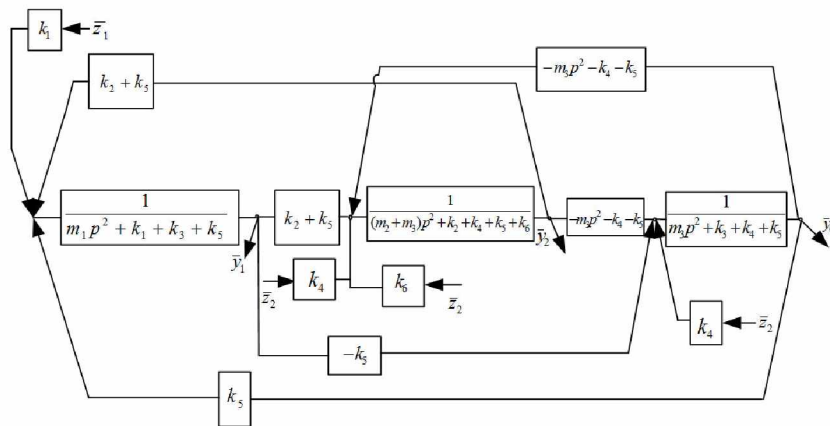 k₁
z̄₁
k₂ + k₅
−m₃p² − k₄ − k₅
1 / (m₁p² + k₁ + k₃ + k₅)
k₂ + k₅
1 / ((m₂ + m₃)p² + k₂ + k₄ + k₅ + k₆)
−m₃p² − k₄ − k₅
1 / (m₃p² + k₃ + k₄ + k₅)
ȳ₁
ȳ₂
ȳ
z̄₂
k₄
k₆
z̄₂
k₄
z̄₂
−k₅
k₅